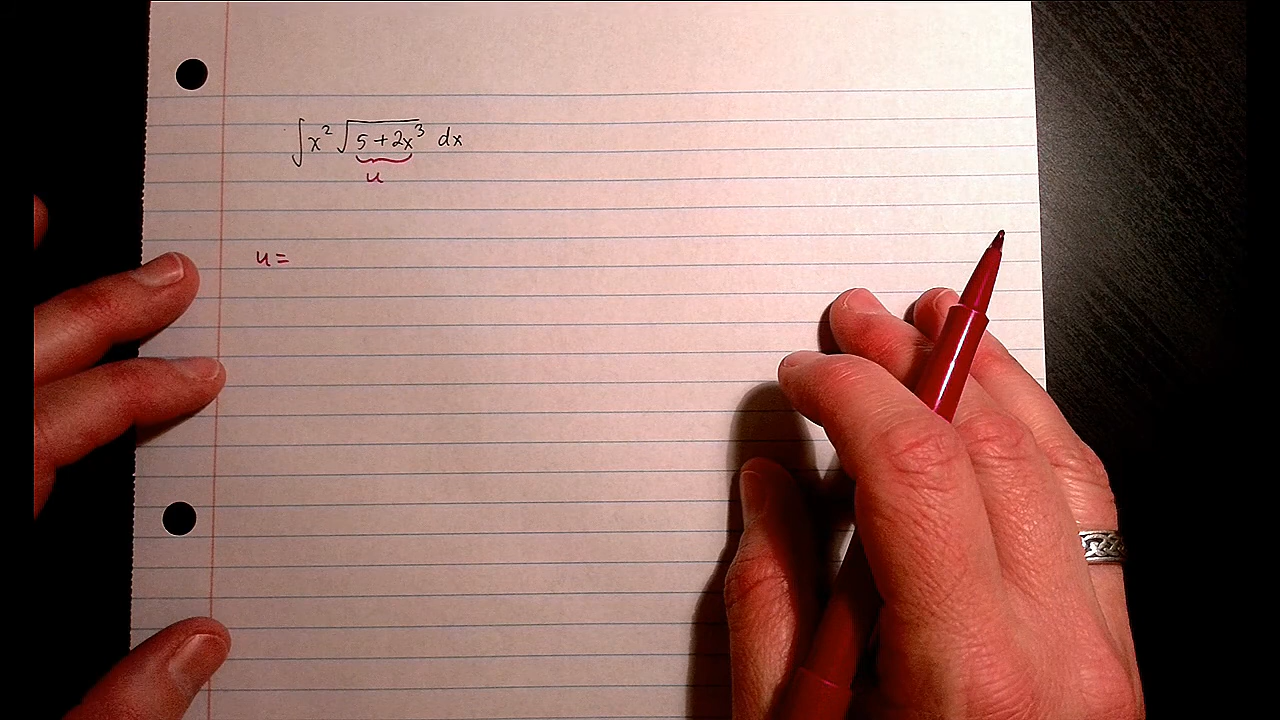 ∫ x² √(5 + 2x³) dx
u
u =